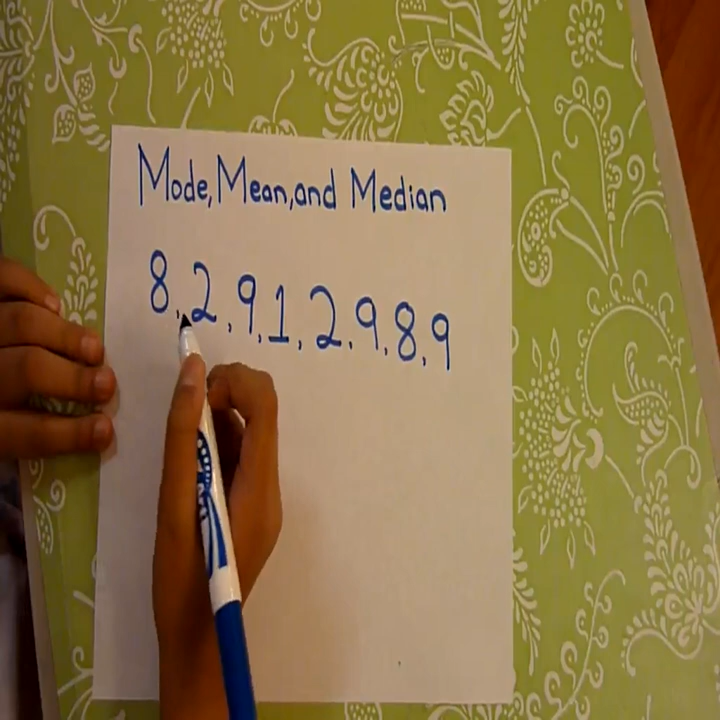 Mode, Mean, and Median
8, 2, 9, 1, 2, 9, 8, 9